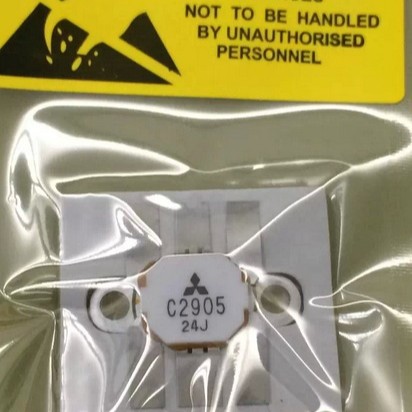 NOT TO BE HANDLED
BY UNAUTHORISED
PERSONNEL
C2905
24J